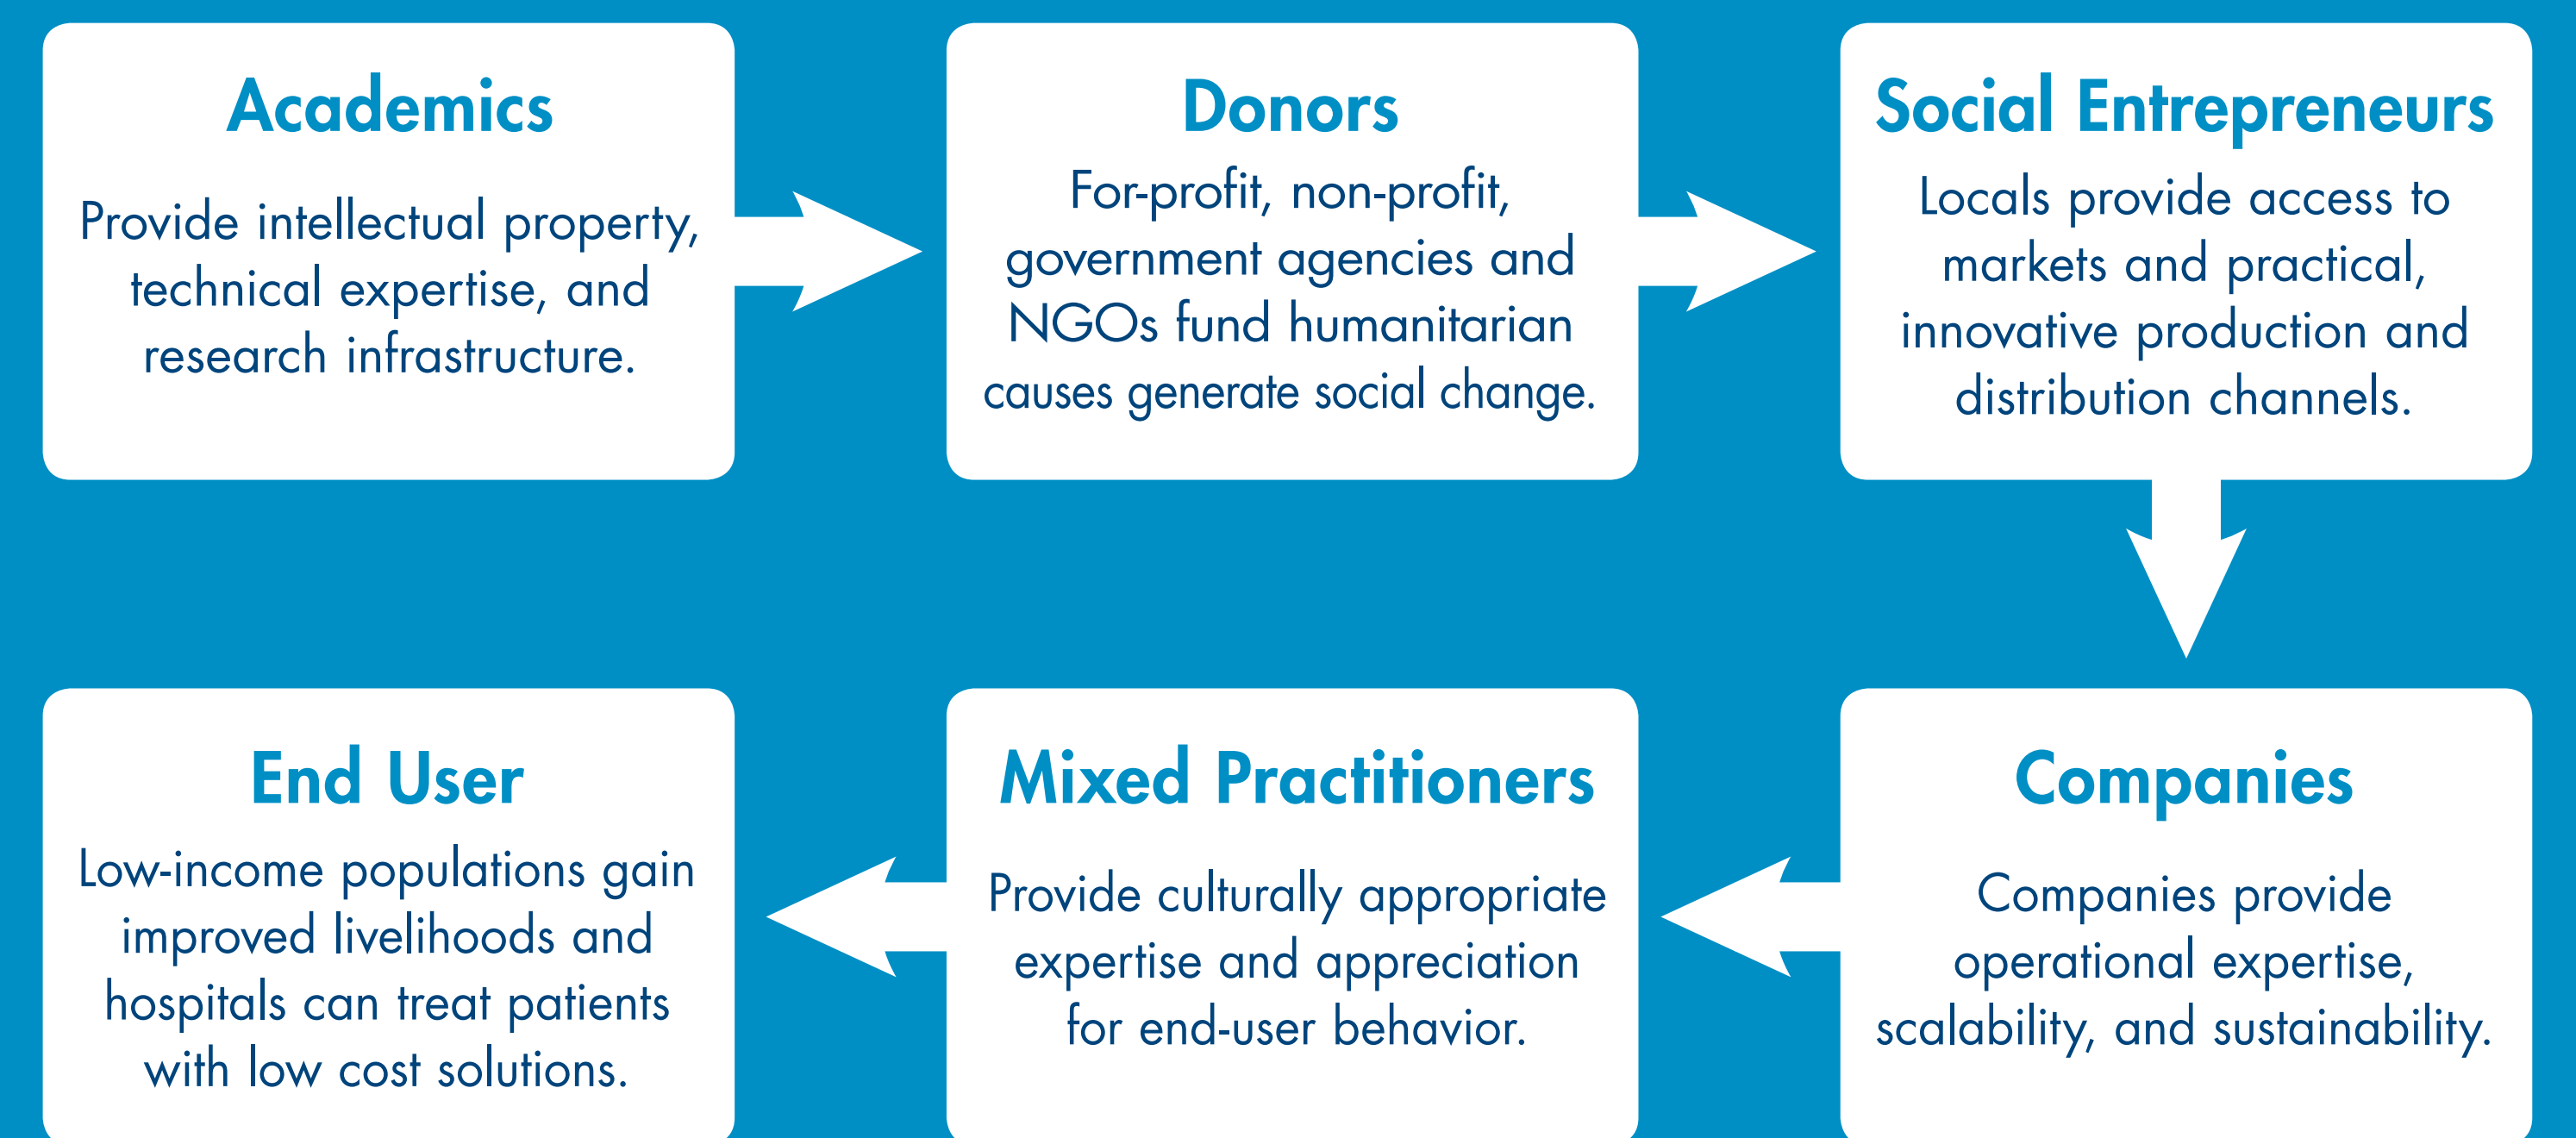 Academics
Provide intellectual property,
technical expertise, and
research infrastructure.
Donors
For-profit, non-profit,
government agencies and
NGOs fund humanitarian
causes generate social change.
Social Entrepreneurs
Locals provide access to
markets and practical,
innovative production and
distribution channels.
Companies
Companies provide
operational expertise,
scalability, and sustainability.
Mixed Practitioners
Provide culturally appropriate
expertise and appreciation
for end-user behavior.
End User
Low-income populations gain
improved livelihoods and
hospitals can treat patients
with low cost solutions.